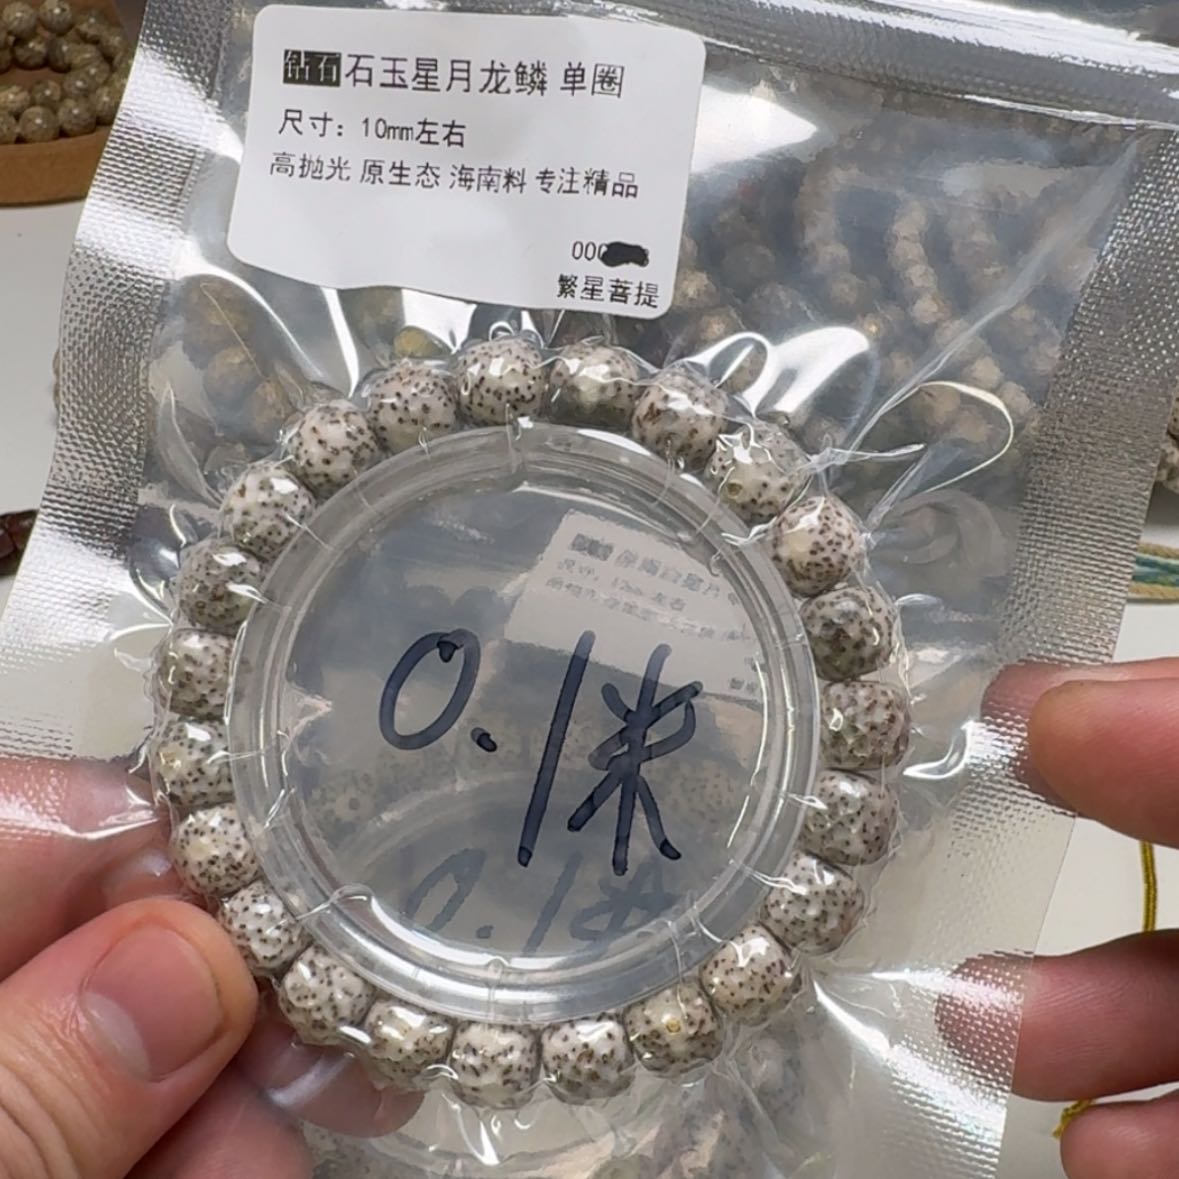 钻石石玉星月龙鳞 单圈
尺寸：10mm左右
高抛光 原生态 海南料 专注精品
000
繁星菩提
0.1米